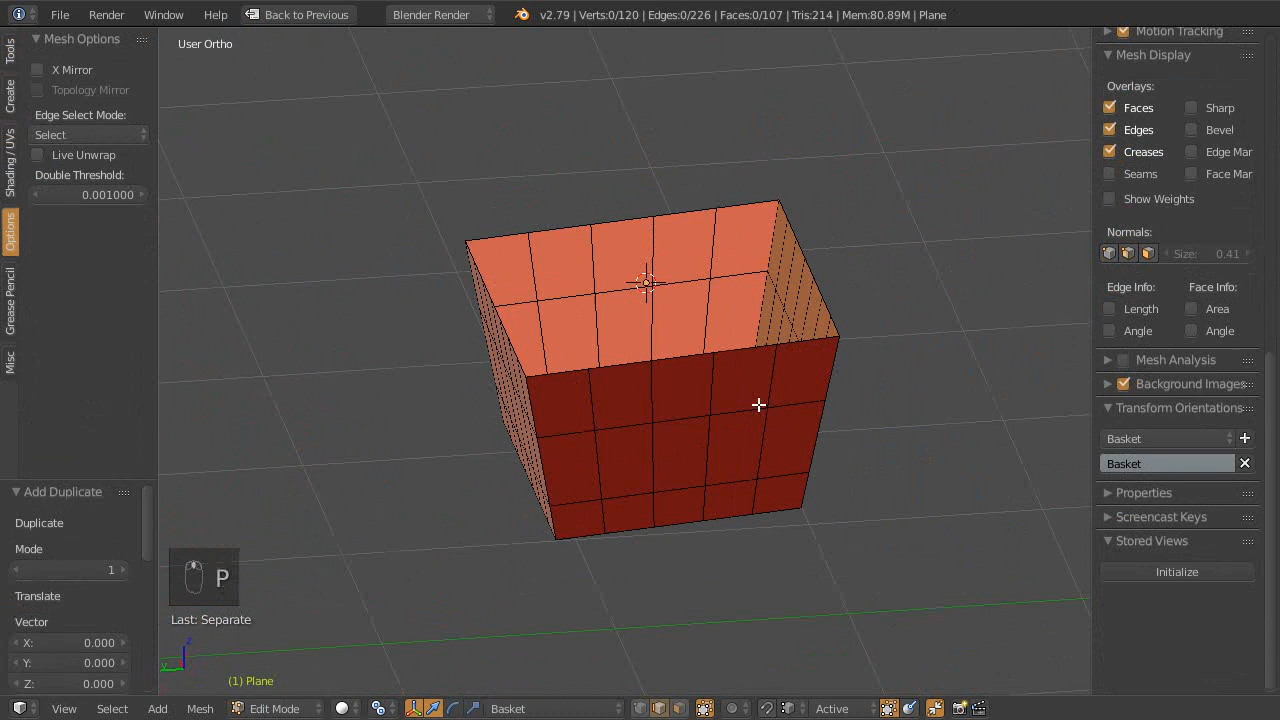 File Render Window Help Back to Previous Blender Render v2.79 | Verts:0/120 | Edges:0/226 | Faces:0/107 | Tris:214 | Mem:80.89M | Plane
Tools
Create
Shading / UVs
Options
Grease Pencil
Misc
Mesh Options
X Mirror
Topology Mirror
Edge Select Mode:
Select
Live Unwrap
Double Threshold:
0.001000
Add Duplicate
Duplicate
Mode
1
Translate
Vector
X: 0.000
Y: 0.000
Z: 0.000
User Ortho
P
Last: Separate
z
y
(1) Plane
Motion Tracking
Mesh Display
Overlays:
Faces Sharp
Edges Bevel
Creases Edge Mar
Seams Face Mar
Show Weights
Normals:
Size: 0.41
Edge Info: Face Info:
Length Area
Angle Angle
Mesh Analysis
Background Images
Transform Orientations
Basket
Basket
Properties
Screencast Keys
Stored Views
Initialize
View Select Add Mesh Edit Mode Basket Active